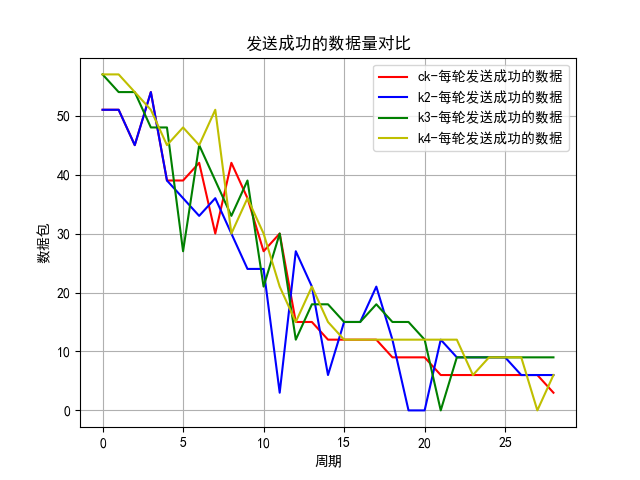 发送成功的数据量对比
ck-每轮发送成功的数据
k2-每轮发送成功的数据
k3-每轮发送成功的数据
k4-每轮发送成功的数据
数据包
50
40
30
20
10
0
0 5 10 15 20 25
周期